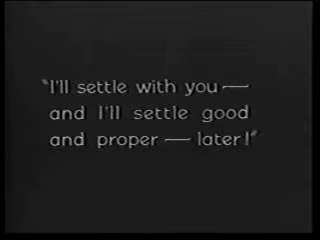 "I'll settle with you—
and I'll settle good
and proper — later!"